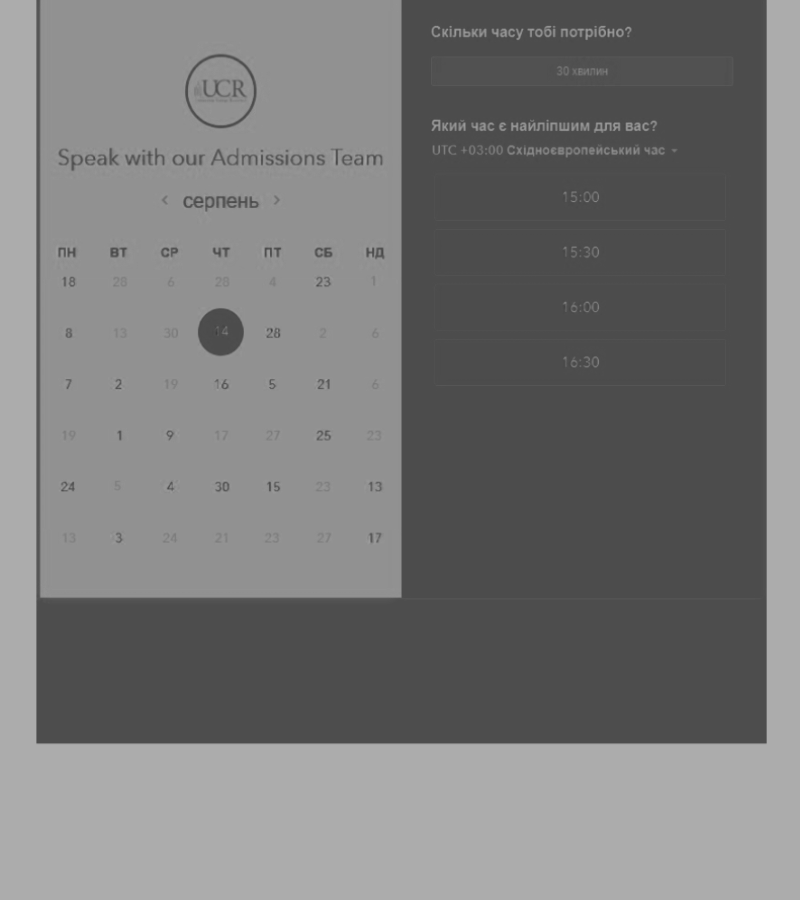 UCR
Speak with our Admissions Team
‹ серпень ›
ПН ВТ СР ЧТ ПТ СБ НД
18 28 6 28 4 23 1
8 13 30 14 28 2 6
7 2 19 16 5 21 6
19 1 9 17 27 25 23
24 5 4 30 15 23 13
13 3 24 21 23 27 17
Скільки часу тобі потрібно?
30 хвилин
Який час є найліпшим для вас?
UTC +03:00 Східноєвропейський час
15:00
15:30
16:00
16:30